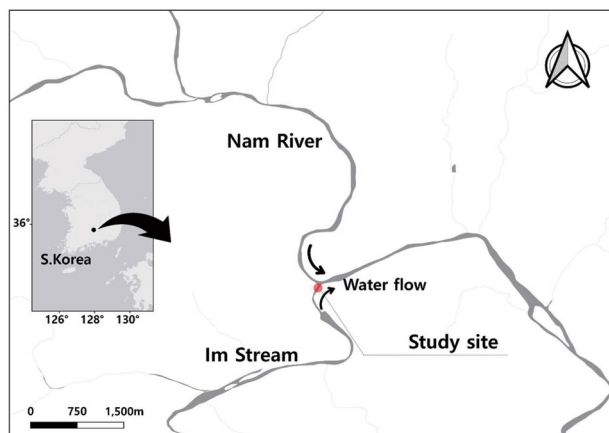 Nam River
36°
S.Korea
Water flow
126° 128° 130°
Study site
Im Stream
0 750 1,500m